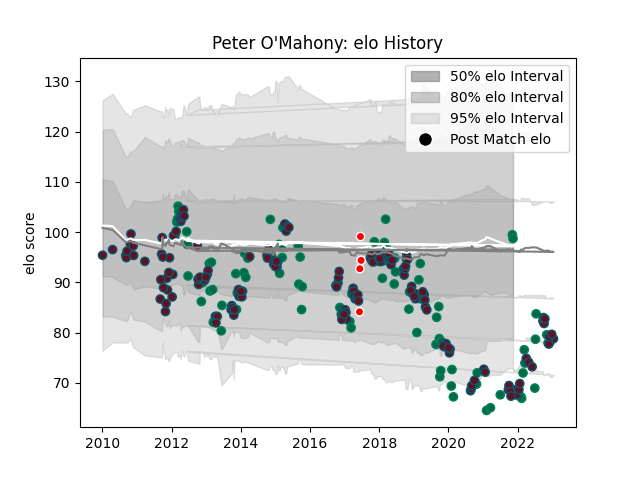 Peter O'Mahony: elo History
50% elo Interval
80% elo Interval
95% elo Interval
Post Match elo
elo score
130
120
110
100
90
80
70
2010 2012 2014 2016 2018 2020 2022